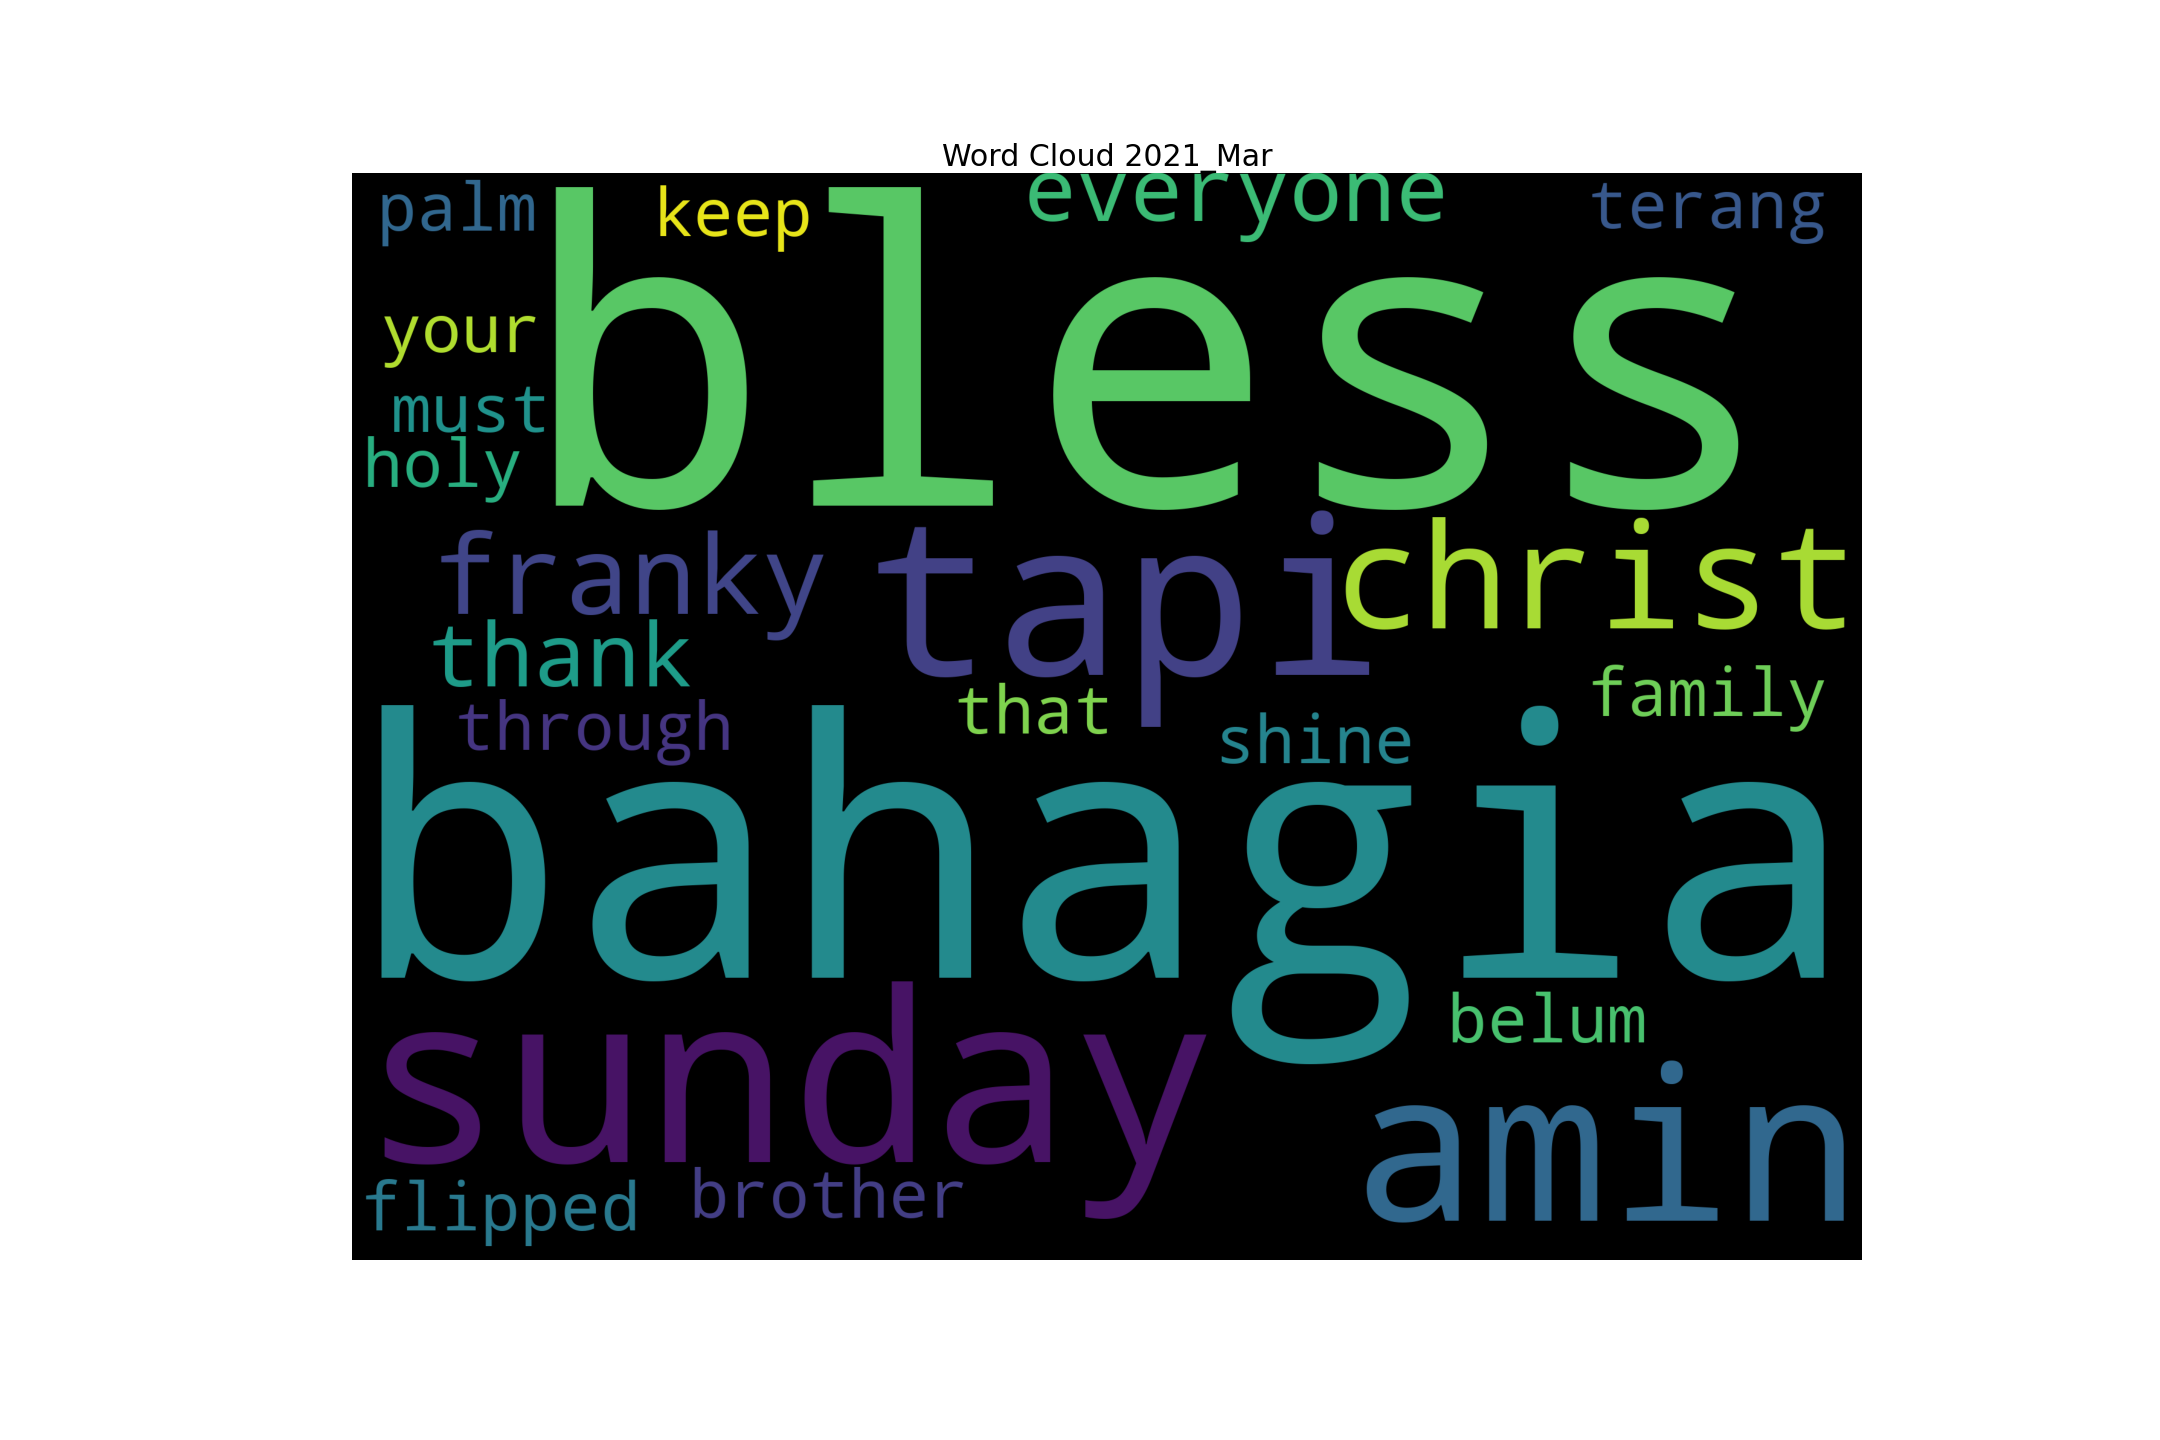 Word Cloud 2021_Mar
palm keep everyone terang
bless
your
must
holy
franky tapi christ
thank
through that shine family
bahagia
sunday belum
amin
flipped brother